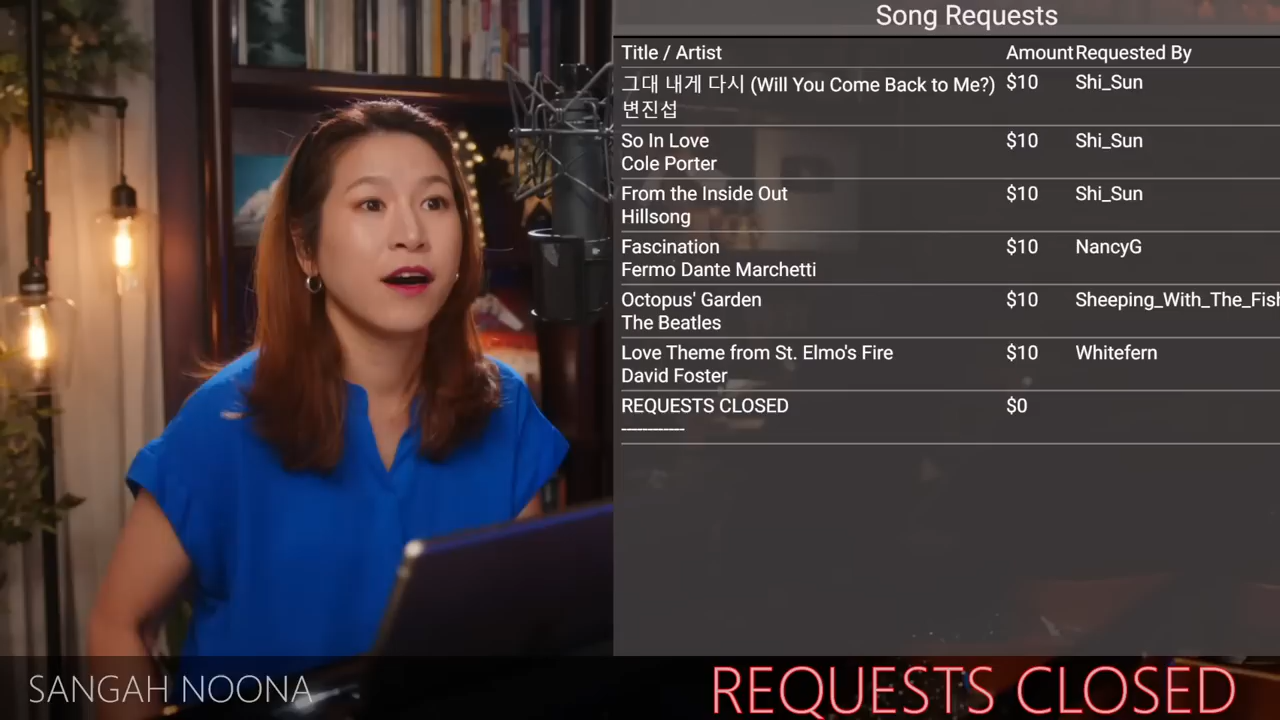 Song Requests
Title / Artist Amount Requested By
그대 내게 다시 (Will You Come Back to Me?) $10 Shi_Sun
변진섭
So In Love $10 Shi_Sun
Cole Porter
From the Inside Out $10 Shi_Sun
Hillsong
Fascination $10 NancyG
Fermo Dante Marchetti
Octopus' Garden $10 Sheeping_With_The_Fish
The Beatles
Love Theme from St. Elmo's Fire $10 Whitefern
David Foster
REQUESTS CLOSED $0
------------
SANGAH NOONA
REQUESTS CLOSED